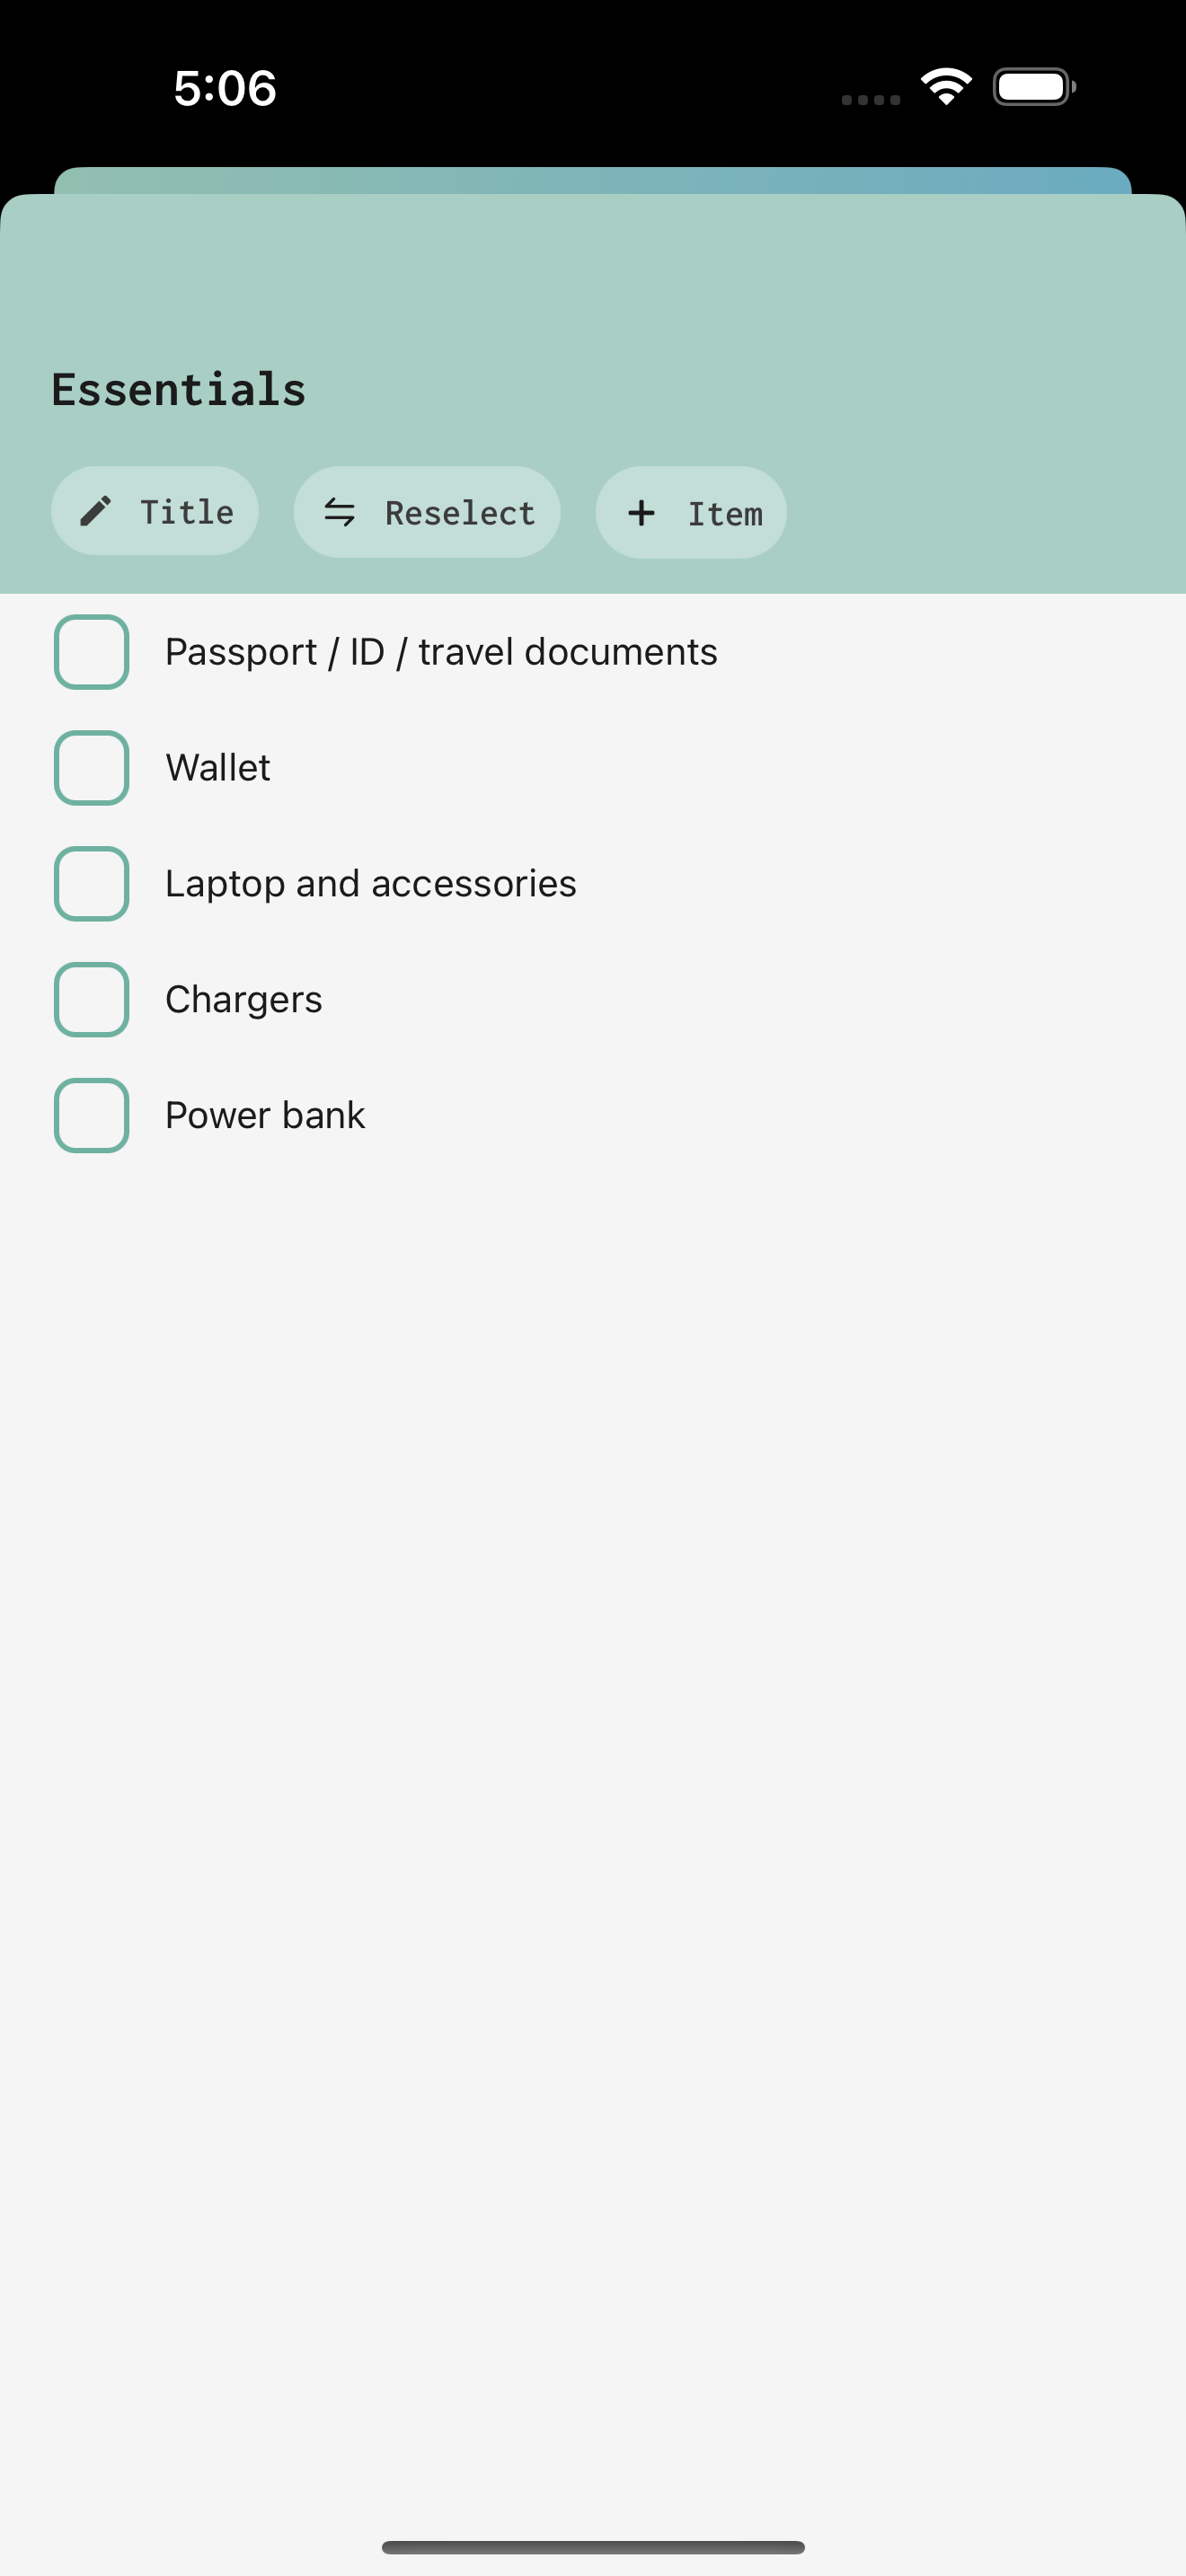 5:06
Essentials
Title Reselect Item
Passport / ID / travel documents
Wallet
Laptop and accessories
Chargers
Power bank